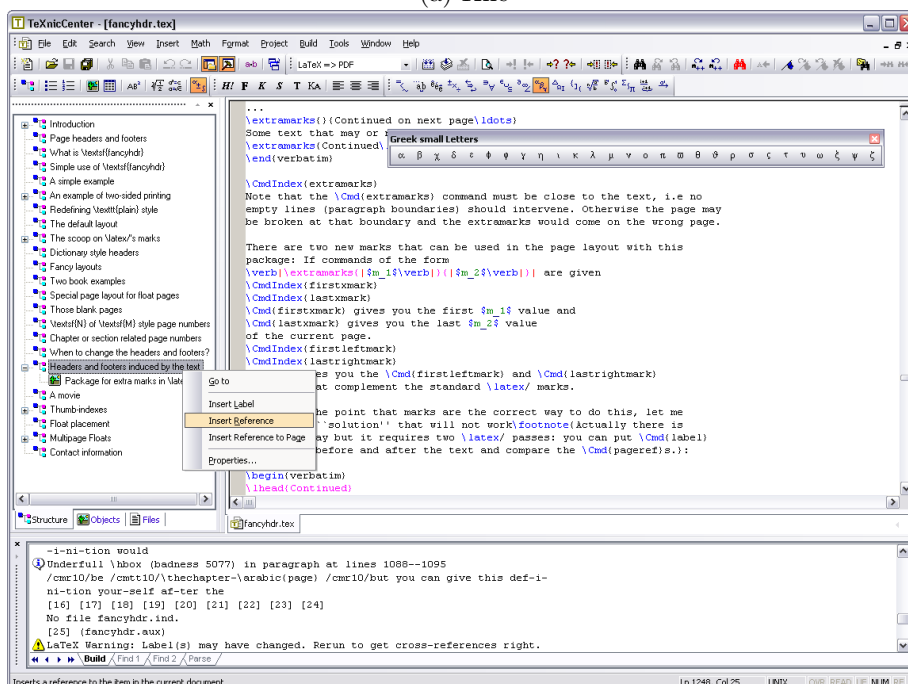 TeXnicCenter - [fancyhdr.tex]
File Edit Search View Insert Math Format Project Build Tools Window Help
LaTeX => PDF
Introduction
Page headers and footers
What is \textsf{fancyhdr}
Simple use of \textsf{fancyhdr}
A simple example
An example of two-sided printing
Redefining \texttt{plain} style
The default layout
The scoop on \latex/'s marks
Dictionary style headers
Fancy layouts
Two book examples
Special page layout for float pages
Those blank pages
\textsf{N} of \textsf{M} style page numbers
Chapter or section related page numbers
When to change the headers and footers?
Headers and footers induced by the text
Package for extra marks in \late
A movie
Thumb-indexes
Float placement
Multipage Floats
Contact information
Structure Objects Files
Go to
Insert Label
Insert Reference
Insert Reference to Page
Properties...
...
\extramarks{}{Continued on next page\ldots}
Some text that may or
\extramarks{Continued\
\end{verbatim}
Greek small Letters
\CmdIndex{extramarks}
Note that the \Cmd{extramarks} command must be close to the text, i.e no
empty lines (paragraph boundaries) should intervene. Otherwise the page may
be broken at that boundary and the extramarks would come on the wrong page.
There are two new marks that can be used in the page layout with this
package: If commands of the form
\verb|\extramarks{|$m_1$\verb|}{|$m_2$\verb|}| are given
\CmdIndex{firstxmark}
\CmdIndex{lastxmark}
\Cmd{firstxmark} gives you the first $m_1$ value and
\Cmd{lastxmark} gives you the last $m_2$ value
of the current page.
\CmdIndex{firstleftmark}
\CmdIndex{lastrightmark}
es you the \Cmd{firstleftmark} and \Cmd{lastrightmark}
at complement the standard \latex/ marks.
he point that marks are the correct way to do this, let me
``solution'' that will not work\footnote{Actually there is
ay but it requires two \latex/ passes: you can put \Cmd{label}
before and after the text and compare the \Cmd{pageref}s.}:
\begin{verbatim}
\lhead{Continued}
fancyhdr.tex
-i-ni-tion would
Underfull \hbox (badness 5077) in paragraph at lines 1088--1095
/cmr10/be /cmtt10/\thechapter-\arabic{page} /cmr10/but you can give this def-i-
ni-tion your-self af-ter the
[16] [17] [18] [19] [20] [21] [22] [23] [24]
No file fancyhdr.ind.
[25] (fancyhdr.aux)
LaTeX Warning: Label(s) may have changed. Rerun to get cross-references right.
Build Find 1 Find 2 Parse
Inserts a reference to the item in the current document Ln 1248, Col 25 UNIX OVR READ LF NUM